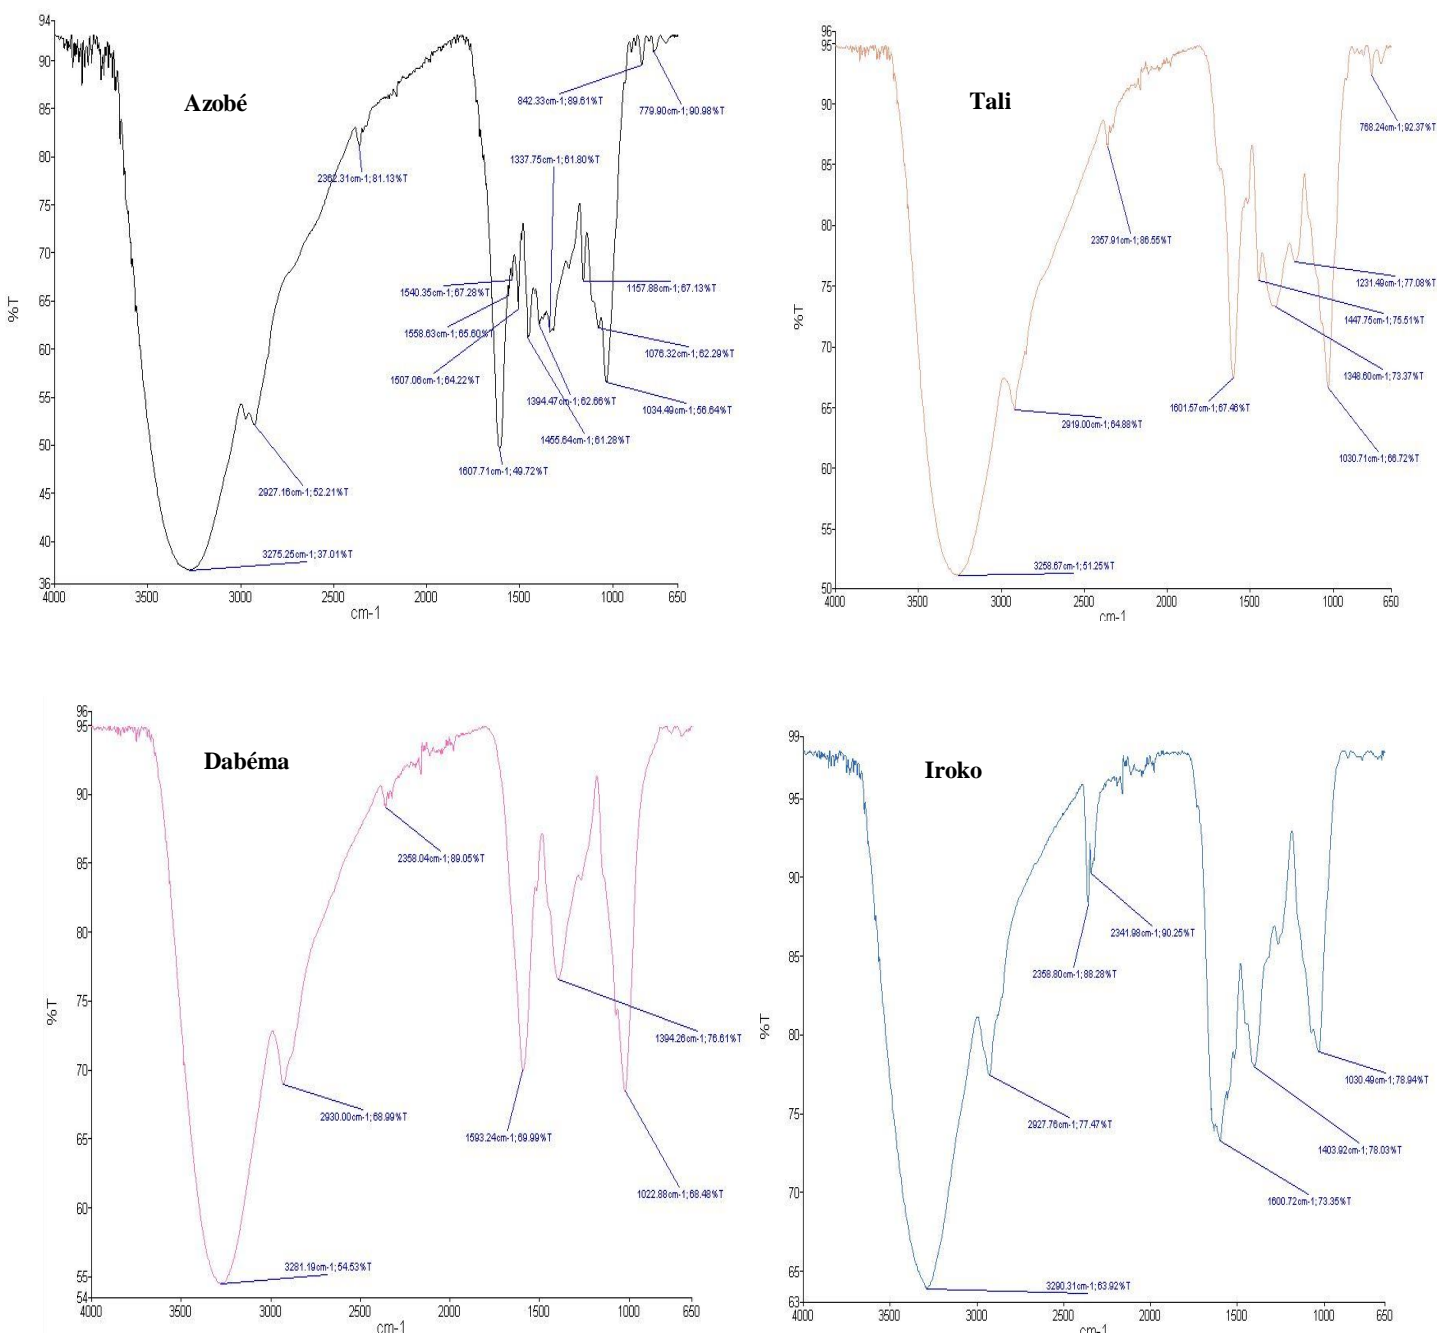 Azobé
94
90
85
80
75
70
65
60
55
50
45
40
36
%T
842.33cm-1; 89.61%T
779.90cm-1; 90.98%T
1337.75cm-1; 61.80%T
2362.31cm-1; 81.13%T
1540.35cm-1; 67.28%T
1157.88cm-1; 67.13%T
1558.63cm-1; 65.60%T
1076.32cm-1; 62.29%T
1507.06cm-1; 64.22%T
1394.47cm-1; 62.66%T
1034.49cm-1; 56.64%T
1455.64cm-1; 61.28%T
1607.71cm-1; 49.72%T
2927.16cm-1; 52.21%T
3275.25cm-1; 37.01%T
4000 3500 3000 2500 2000 1500 1000 650
cm-1
Tali
96
95
90
85
80
75
70
65
60
55
50
%T
768.24cm-1; 92.37%T
2357.91cm-1; 86.55%T
1231.49cm-1; 77.08%T
1447.75cm-1; 75.51%T
1348.60cm-1; 73.37%T
1601.57cm-1; 67.46%T
2919.00cm-1; 64.88%T
1030.71cm-1; 66.72%T
3258.67cm-1; 51.25%T
4000 3500 3000 2500 2000 1500 1000 650
cm-1
Dabéma
96
95
90
85
80
75
70
65
60
55
54
%T
2358.04cm-1; 89.05%T
1394.26cm-1; 76.61%T
2930.00cm-1; 68.99%T
1593.24cm-1; 69.99%T
1022.88cm-1; 68.48%T
3281.19cm-1; 54.53%T
4000 3500 3000 2500 2000 1500 1000 650
cm-1
Iroko
99
95
90
85
80
75
70
65
63
%T
2341.98cm-1; 90.25%T
2358.80cm-1; 88.28%T
1030.49cm-1; 78.94%T
2927.76cm-1; 77.47%T
1403.92cm-1; 78.03%T
1600.72cm-1; 73.35%T
3290.31cm-1; 63.92%T
4000 3500 3000 2500 2000 1500 1000 650
cm-1